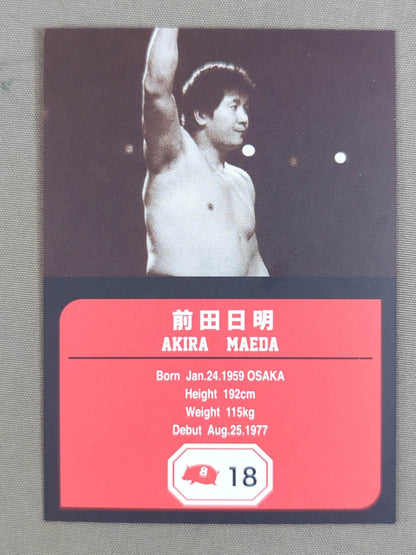 前田日明
AKIRA MAEDA
Born Jan.24.1959 OSAKA
Height 192cm
Weight 115kg
Debut Aug.25.1977
8 18